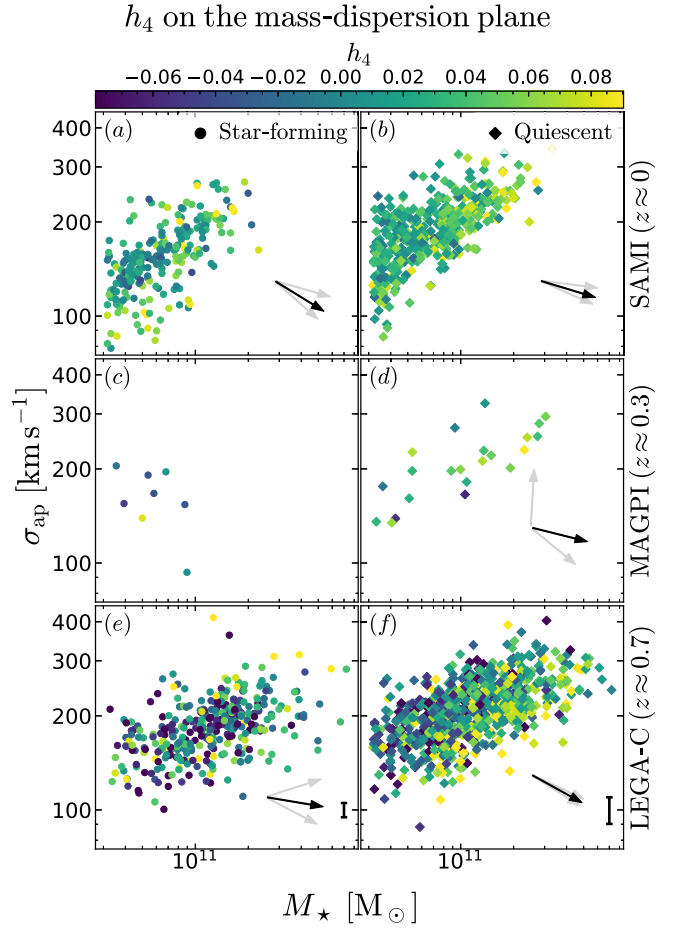 h₄ on the mass-dispersion plane
h₄
−0.06 −0.04 −0.02 0.00 0.02 0.04 0.06 0.08
(a) Star-forming
(b) Quiescent
400
300
200
100
SAMI (z≈0)
(c)
(d)
400
300
200
100
MAGPI (z≈0.3)
σ_ap [km s⁻¹]
(e)
(f)
400
300
200
100
LEGA-C (z≈0.7)
10¹¹ 10¹¹
M⋆ [M⊙]